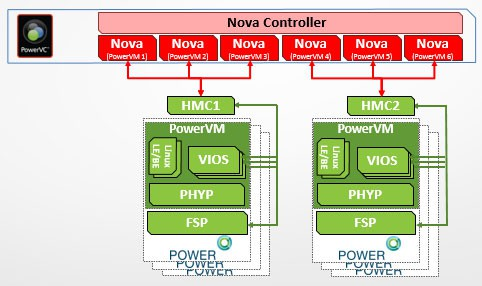 PowerVC
Nova Controller
Nova
(PowerVM 1)
Nova
(PowerVM 2)
Nova
(PowerVM 3)
Nova
(PowerVM 4)
Nova
(PowerVM 5)
Nova
(PowerVM 6)
HMC1
HMC2
PowerVM
Linux
LE/BE
VIOS
PHYP
FSP
POWER
POWER
POWER
PowerVM
Linux
LE/BE
VIOS
PHYP
FSP
POWER
POWER
POWER